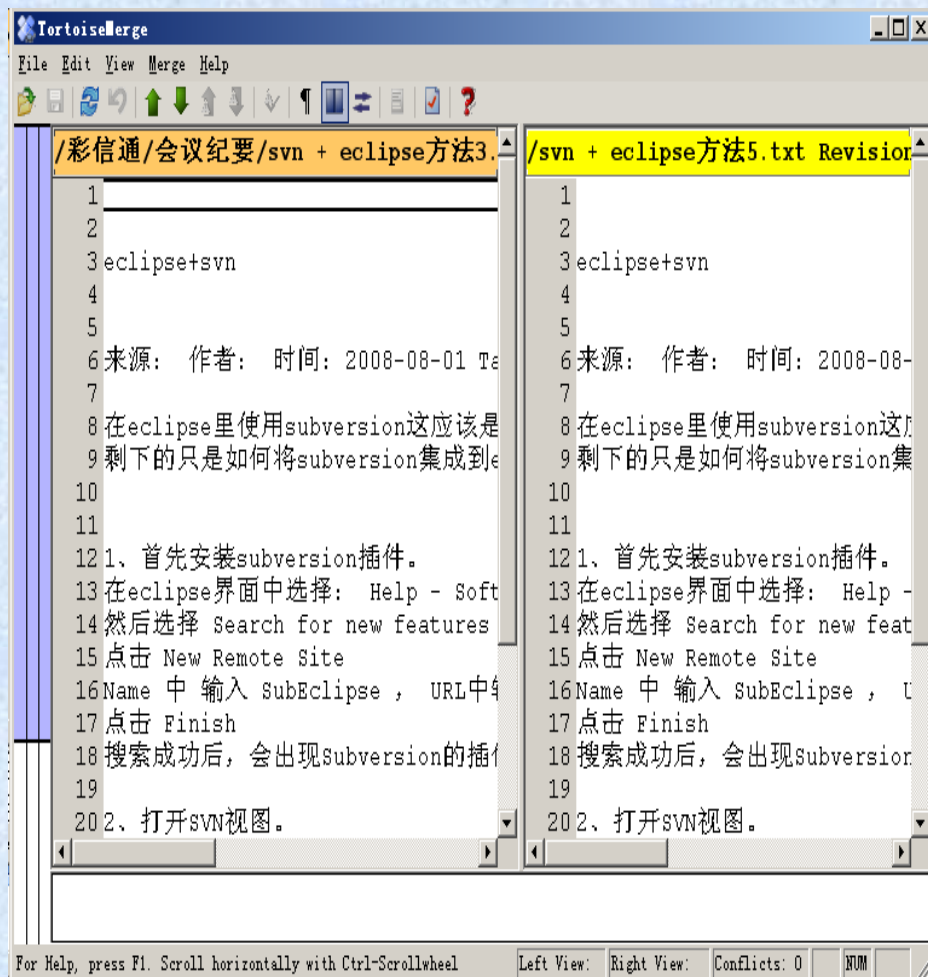 TortoiseMerge
File Edit View Merge Help
/彩信通/会议纪要/svn + eclipse方法3.
1
2
3 eclipse+svn
4
5
6 来源: 作者: 时间: 2008-08-01 Ta
7
8 在eclipse里使用subversion这应该是
9 剩下的只是如何将subversion集成到e
10
11
12 1、首先安装subversion插件。
13 在eclipse界面中选择: Help - Soft
14 然后选择 Search for new features
15 点击 New Remote Site
16 Name 中 输入 SubEclipse , URL中
17 点击 Finish
18 搜索成功后,会出现Subversion的插
19
20 2、打开SVN视图。
/svn + eclipse方法5.txt Revision
1
2
3 eclipse+svn
4
5
6 来源: 作者: 时间: 2008-08-
7
8 在eclipse里使用subversion这
9 剩下的只是如何将subversion集
10
11
12 1、首先安装subversion插件。
13 在eclipse界面中选择: Help -
14 然后选择 Search for new feat
15 点击 New Remote Site
16 Name 中 输入 SubEclipse ,
17 点击 Finish
18 搜索成功后,会出现Subversion
19
20 2、打开SVN视图。
For Help, press F1. Scroll horizontally with Ctrl-Scrollwheel
Left View: Right View: Conflicts: 0 NUM